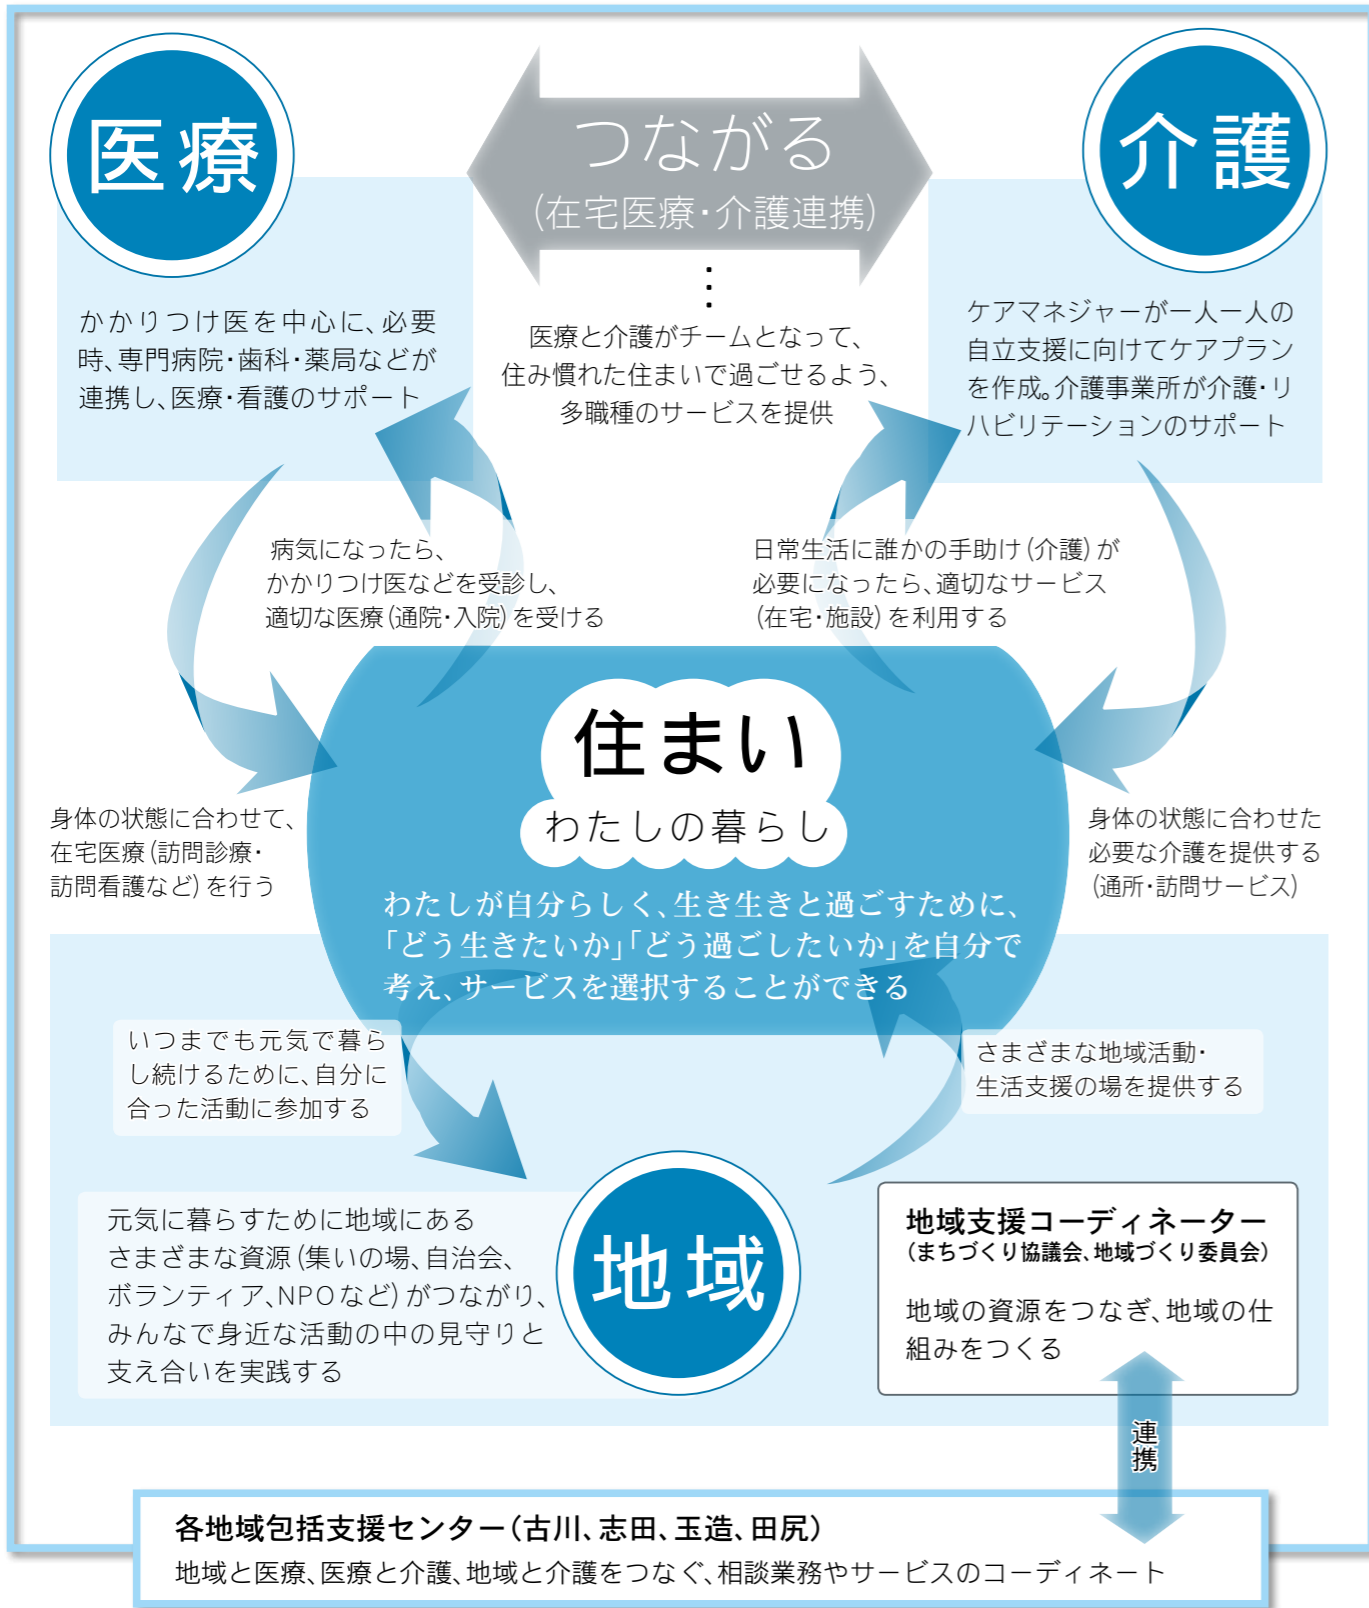 医療
つながる
(在宅医療・介護連携)
介護
かかりつけ医を中心に、必要
時、専門病院・歯科・薬局などが
連携し、医療・看護のサポート
医療と介護がチームとなって、
住み慣れた住まいで過ごせるよう、
多職種のサービスを提供
ケアマネジャーが一人一人の
自立支援に向けてケアプラン
を作成。介護事業所が介護・リ
ハビリテーションのサポート
病気になったら、
かかりつけ医などを受診し、
適切な医療(通院・入院)を受ける
日常生活に誰かの手助け(介護)が
必要になったら、適切なサービス
(在宅・施設)を利用する
住まい
わたしの暮らし
身体の状態に合わせて、
在宅医療(訪問診療・
訪問看護など)を行う
身体の状態に合わせた
必要な介護を提供する
(通所・訪問サービス)
わたしが自分らしく、生き生きと過ごすために、
「どう生きたいか」「どう過ごしたいか」を自分で
考え、サービスを選択することができる
いつまでも元気で暮ら
し続けるために、自分に
合った活動に参加する
さまざまな地域活動・
生活支援の場を提供する
元気に暮らすために地域にある
さまざまな資源(集いの場、自治会、
ボランティア、NPOなど)がつながり、
みんなで身近な活動の中の見守りと
支え合いを実践する
地域
地域支援コーディネーター
(まちづくり協議会、地域づくり委員会)
地域の資源をつなぎ、地域の仕
組みをつくる
連携
各地域包括支援センター(古川、志田、玉造、田尻)
地域と医療、医療と介護、地域と介護をつなぐ、相談業務やサービスのコーディネート